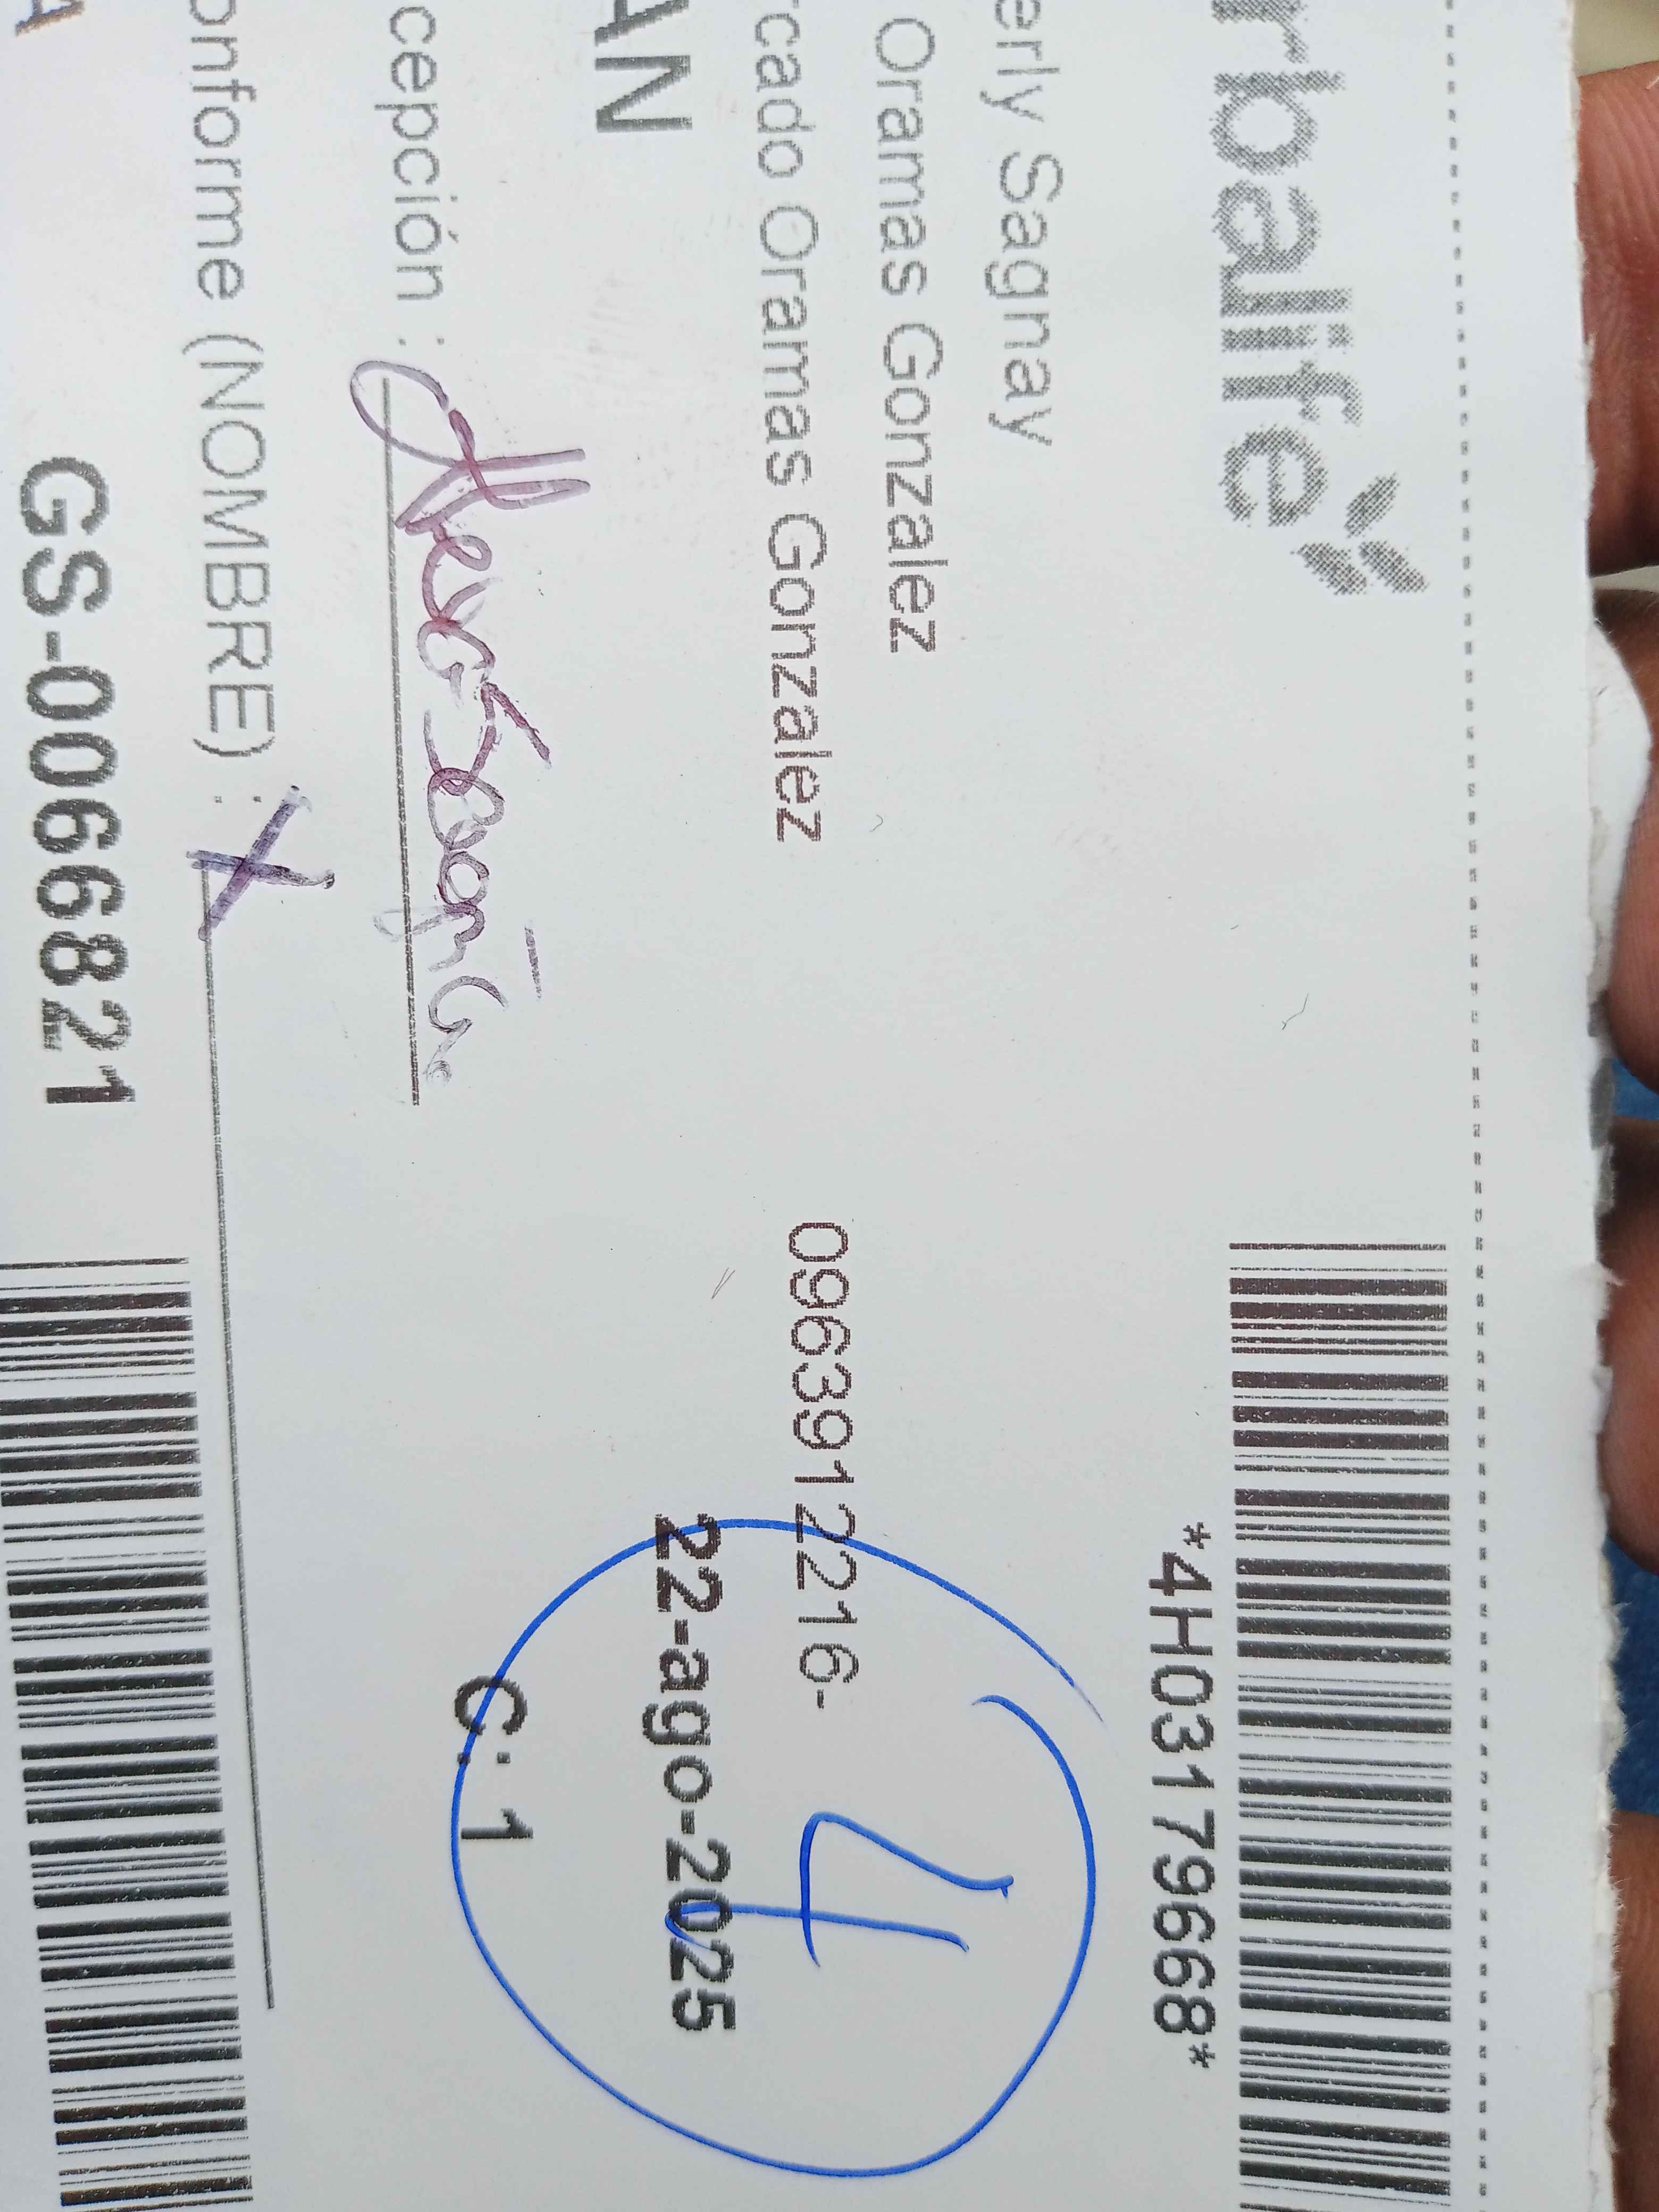 rbalife
*4H03179668*
erly Sagnay
Oramas Gonzalez
rcado Oramas Gonzalez 0963912216-
4
AN 22-ago-2025
C: 1
cepción :
onforme (NOMBRE) : X
GS-0066821
A